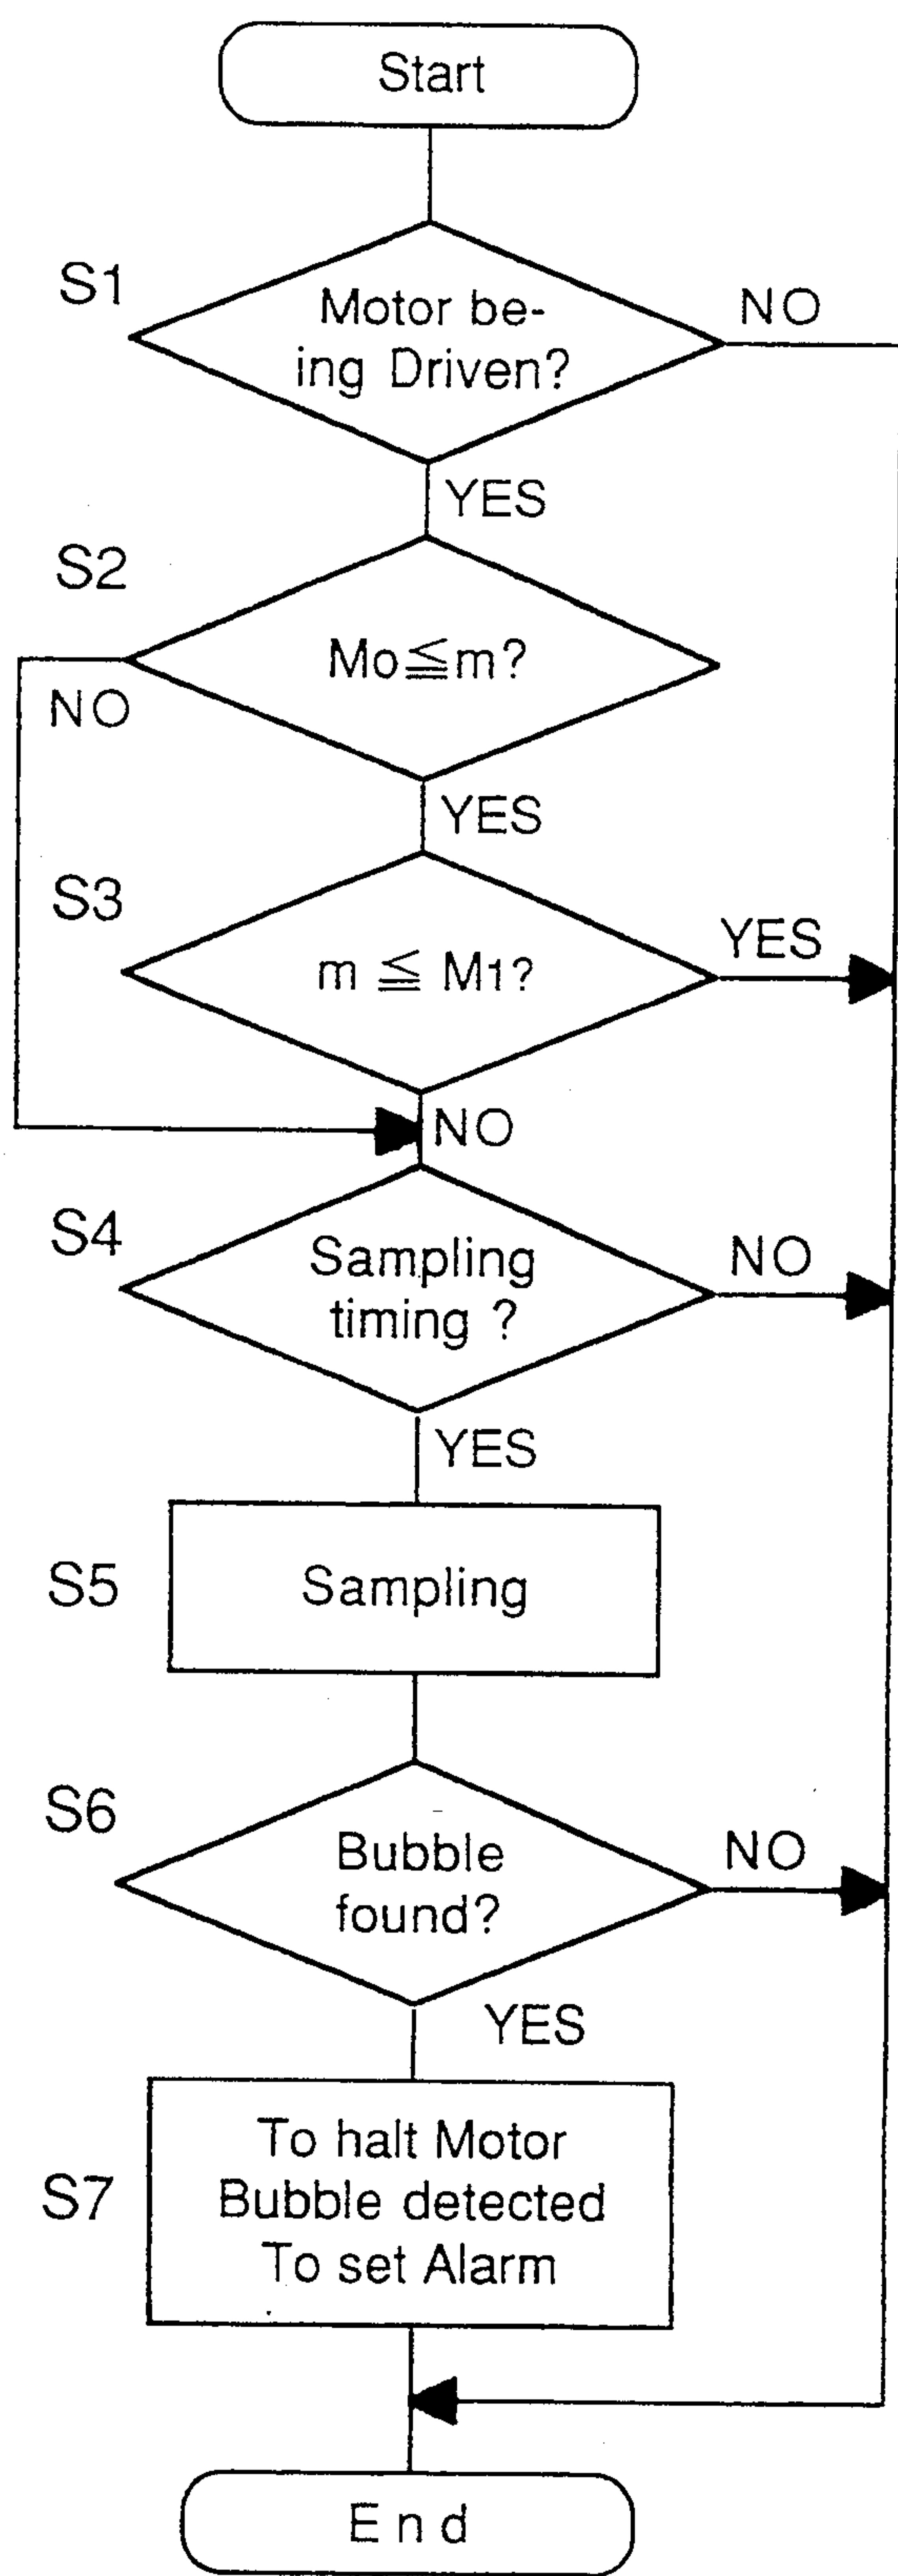 Start
S1
Motor be-
ing Driven?
NO
YES
S2
Mo≦m?
NO
YES
S3
m ≦ M1?
YES
NO
S4
Sampling
timing ?
NO
YES
S5
Sampling
S6
Bubble
found?
NO
YES
S7
To halt Motor
Bubble detected
To set Alarm
End